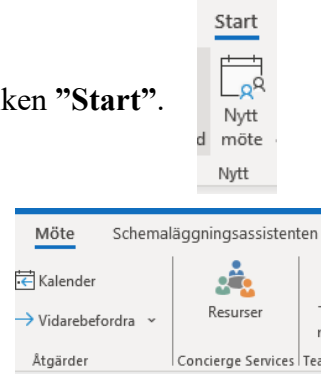 Start
ken ”Start”.
Nytt
d möte
Nytt
Möte Schemaläggningsassistenten
Kalender
Resurser
Vidarebefordra
Åtgärder Concierge Services Tea